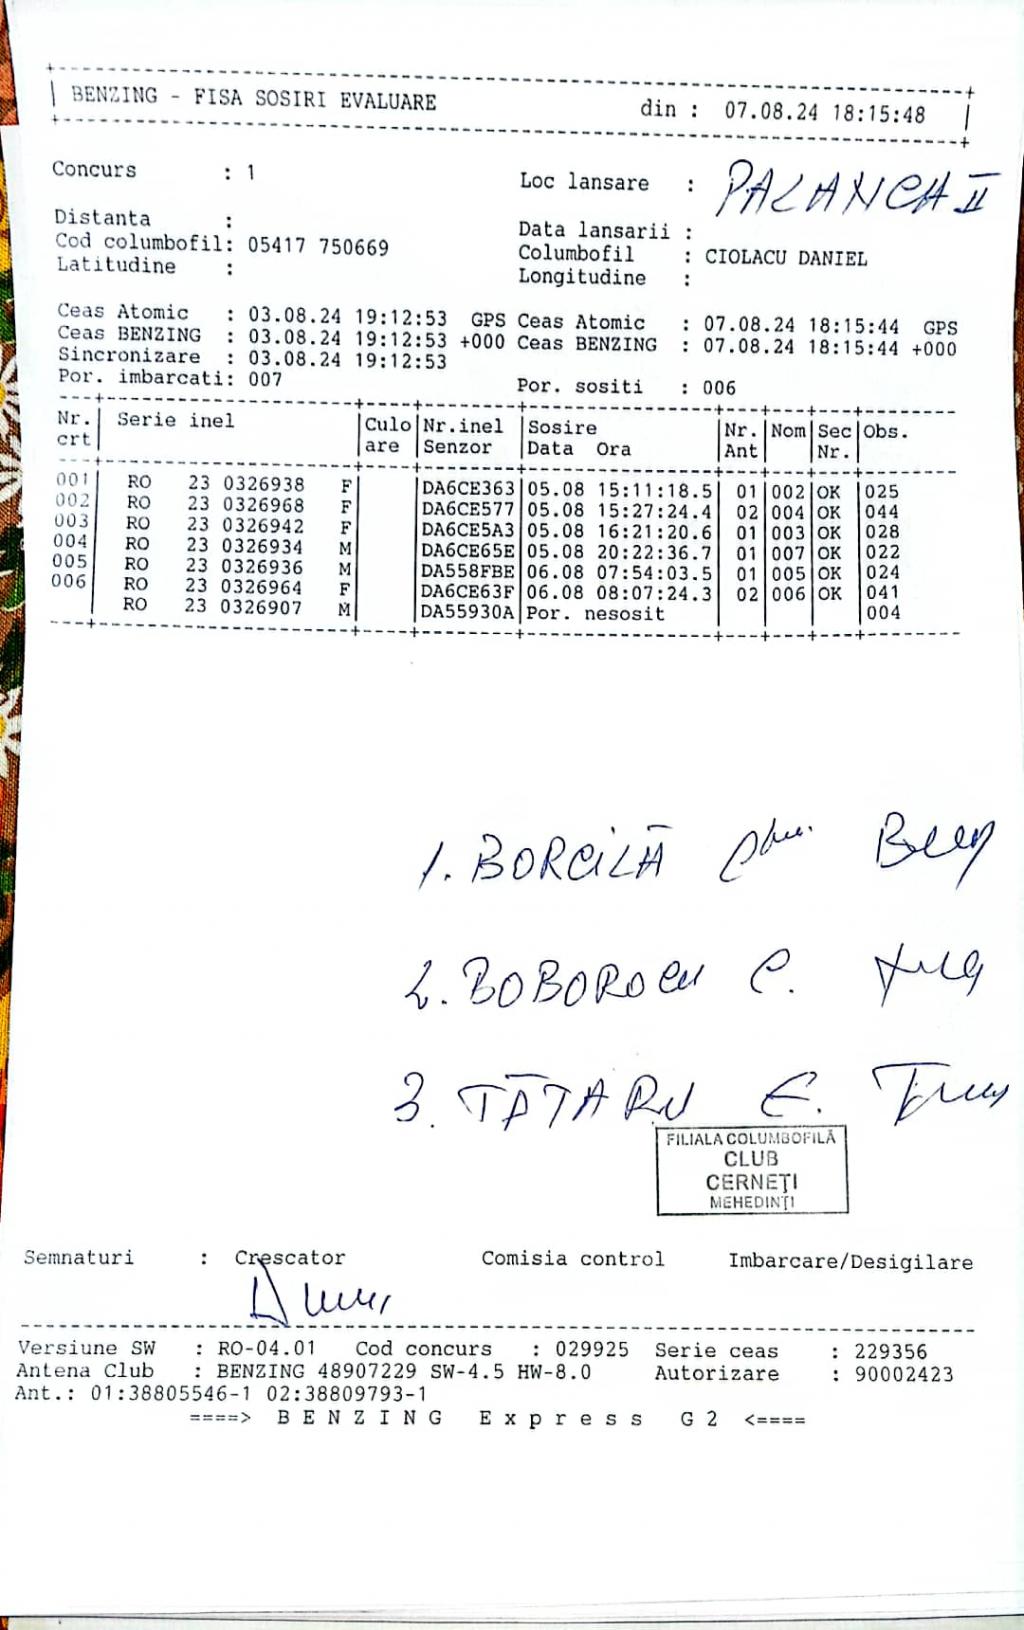 BENZING - FISA SOSIRI EVALUARE din : 07.08.24 18:15:48
Concurs : 1 Loc lansare : PALANCA II
Distanta : Data lansarii :
Cod columbofil: 05417 750669 Columbofil : CIOLACU DANIEL
Latitudine : Longitudine :
Ceas Atomic : 03.08.24 19:12:53 GPS Ceas Atomic : 07.08.24 18:15:44 GPS
Ceas BENZING : 03.08.24 19:12:53 +000 Ceas BENZING : 07.08.24 18:15:44 +000
Sincronizare : 03.08.24 19:12:53
Por. imbarcati: 007 Por. sositi : 006
Nr. Serie inel Culo Nr.inel Sosire Nr. Nom Sec Obs.
crt are Senzor Data Ora Ant Nr.
001 RO 23 0326938 F DA6CE363 05.08 15:11:18.5 01 002 OK 025
002 RO 23 0326968 F DA6CE577 05.08 15:27:24.4 02 004 OK 044
003 RO 23 0326942 F DA6CE5A3 05.08 16:21:20.6 01 003 OK 028
004 RO 23 0326934 M DA6CE65E 05.08 20:22:36.7 01 007 OK 022
005 RO 23 0326936 M DA558FBE 06.08 07:54:03.5 01 005 OK 024
006 RO 23 0326964 F DA6CE63F 06.08 08:07:24.3 02 006 OK 041
RO 23 0326907 M DA55930A Por. nesosit 004
1. BORCILĂ
2. BOBOROCU C.
3. TĂTARU E.
FILIALA COLUMBOFILĂ
CLUB
CERNEŢI
MEHEDINŢI
Semnaturi : Crescator Comisia control Imbarcare/Desigilare
Versiune SW : RO-04.01 Cod concurs : 029925 Serie ceas : 229356
Antena Club : BENZING 48907229 SW-4.5 HW-8.0 Autorizare : 90002423
Ant.: 01:38805546-1 02:38809793-1
====> B E N Z I N G E x p r e s s G 2 <====